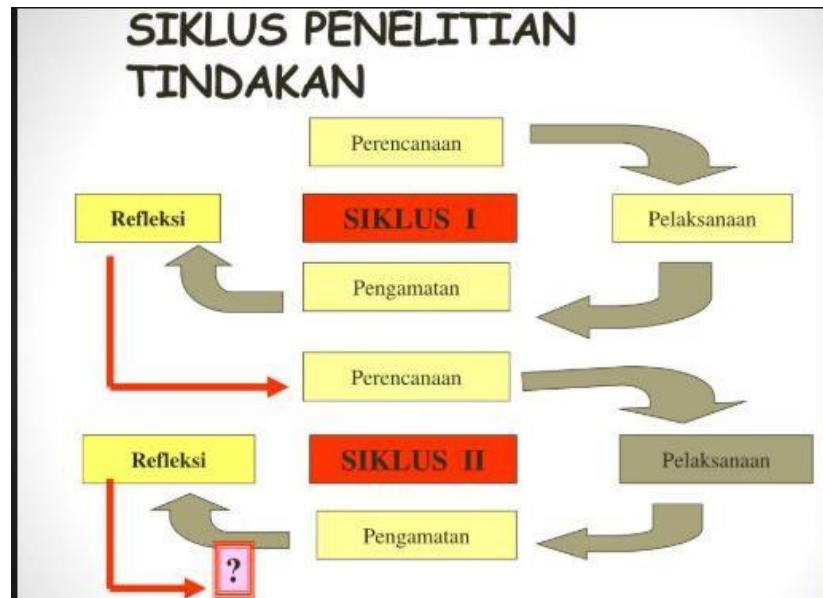 SIKLUS PENELITIAN
TINDAKAN
Perencanaan
Refleksi
SIKLUS I
Pelaksanaan
Pengamatan
Perencanaan
Refleksi
SIKLUS II
Pelaksanaan
Pengamatan
?